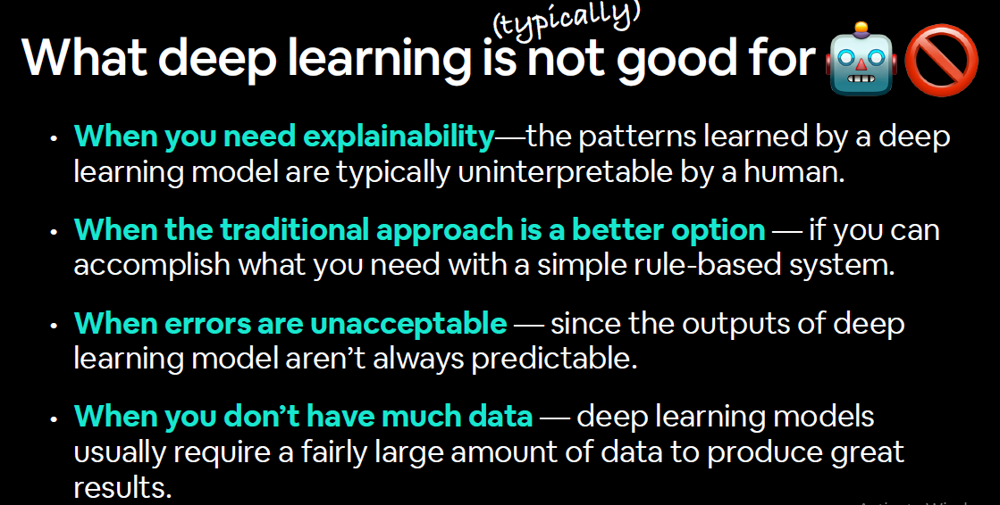 (typically)
What deep learning is not good for 🤖🚫
• When you need explainability—the patterns learned by a deep
learning model are typically uninterpretable by a human.
• When the traditional approach is a better option — if you can
accomplish what you need with a simple rule-based system.
• When errors are unacceptable — since the outputs of deep
learning model aren’t always predictable.
• When you don’t have much data — deep learning models
usually require a fairly large amount of data to produce great
results.